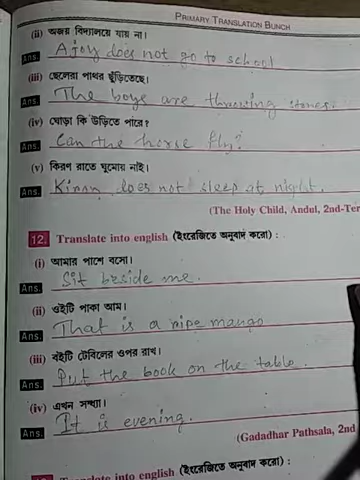 PRIMARY TRANSLATION BUNCH
(ii) অজয় বিদ্যালয়ে যায় না।
Ans. Ajoy does not go to school
(iii) ছেলেরা পাথর ছুঁড়িতেছে।
Ans. The boys are throwing stones.
(iv) ঘোড়া কি উড়িতে পারে?
Ans. Can the horse fly?
(v) কিরণ রাতে ঘুমোয় নাই।
Ans. Kiran does not sleep at night.
(The Holy Child, Andul, 2nd-Ter
12. Translate into english (ইংরেজিতে অনুবাদ করো) :
(i) আমার পাশে বসো।
Ans. Sit beside me.
(ii) ওইটি পাকা আম।
Ans. That is a ripe mango
(iii) বইটি টেবিলের ওপর রাখ।
Ans. Put the book on the table.
(iv) এখন সন্ধ্যা।
Ans. It is evening.
(Gadadhar Pathsala, 2nd
Translate into english (ইংরেজিতে অনুবাদ করো) :